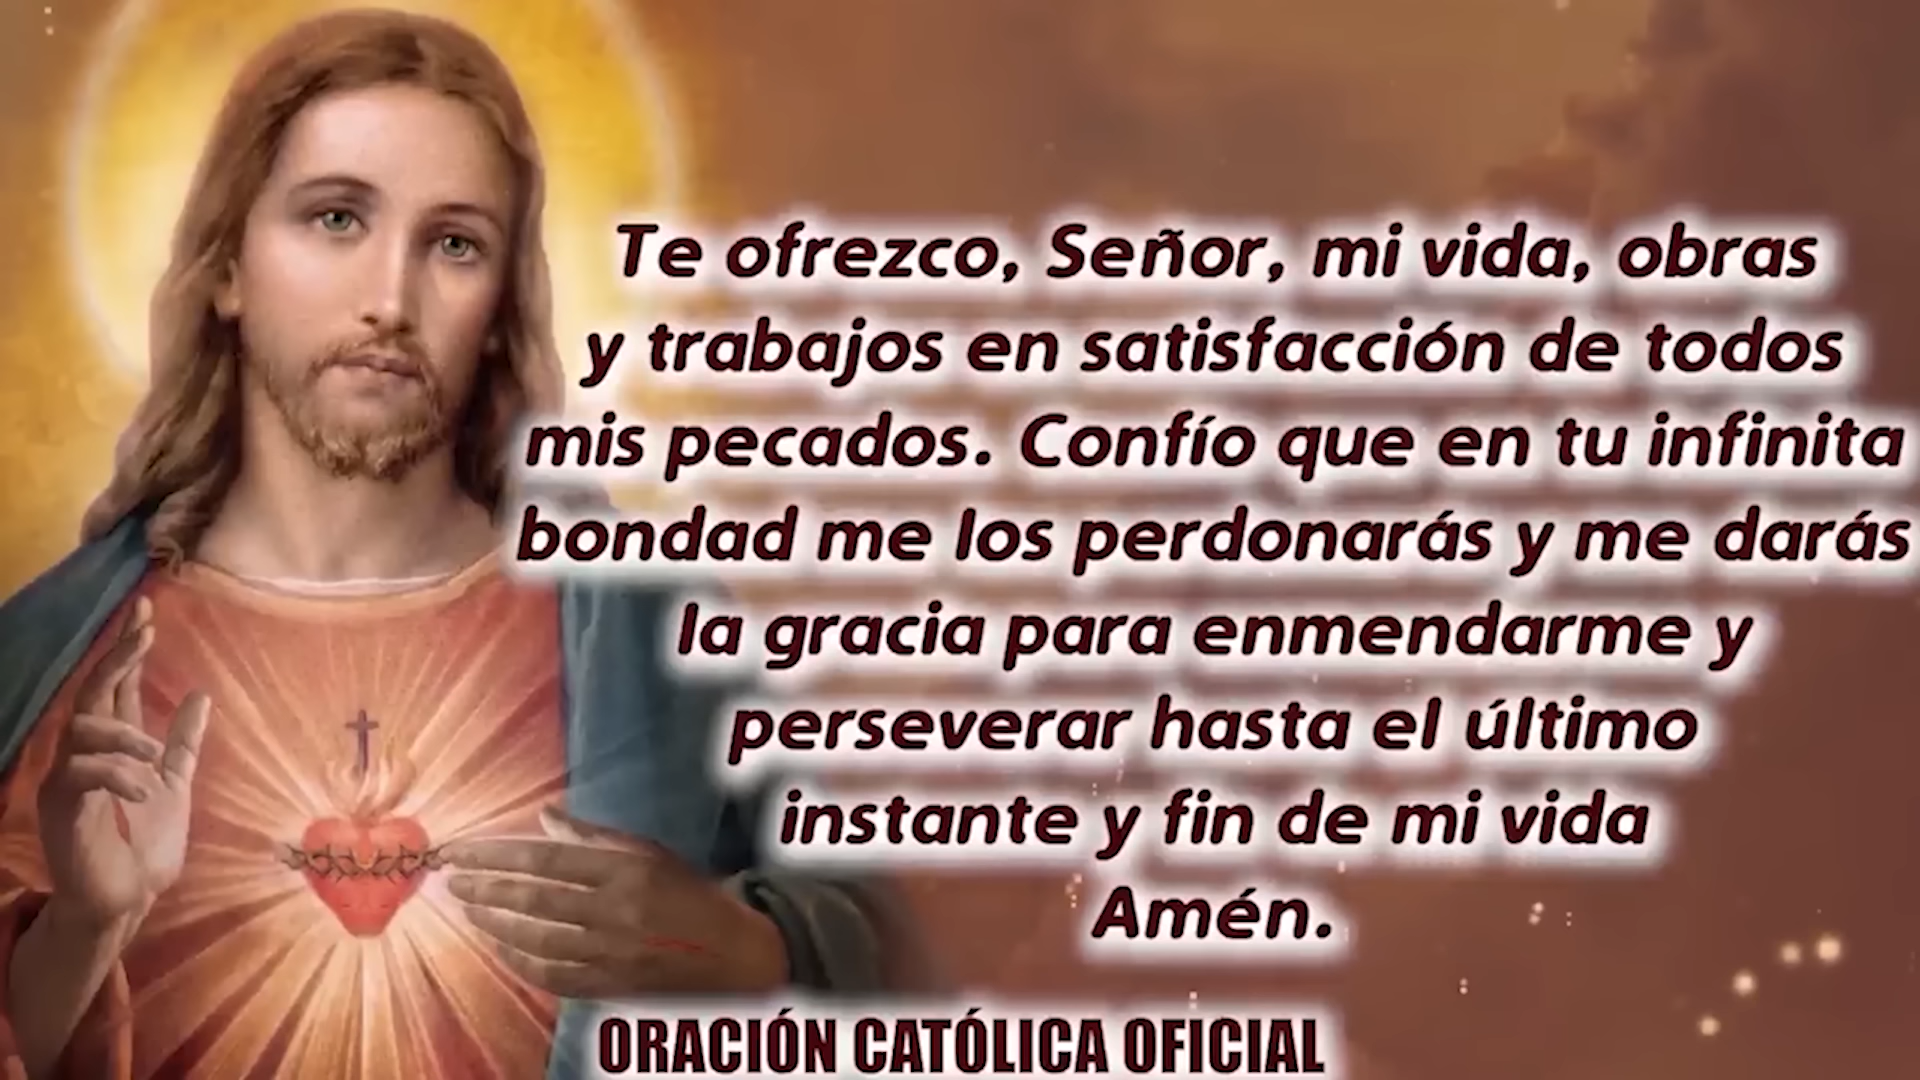 Te ofrezco, Señor, mi vida, obras
y trabajos en satisfacción de todos
mis pecados. Confío que en tu infinita
bondad me los perdonarás y me darás
la gracia para enmendarme y
perseverar hasta el último
instante y fin de mi vida
Amén.
ORACIÓN CATÓLICA OFICIAL